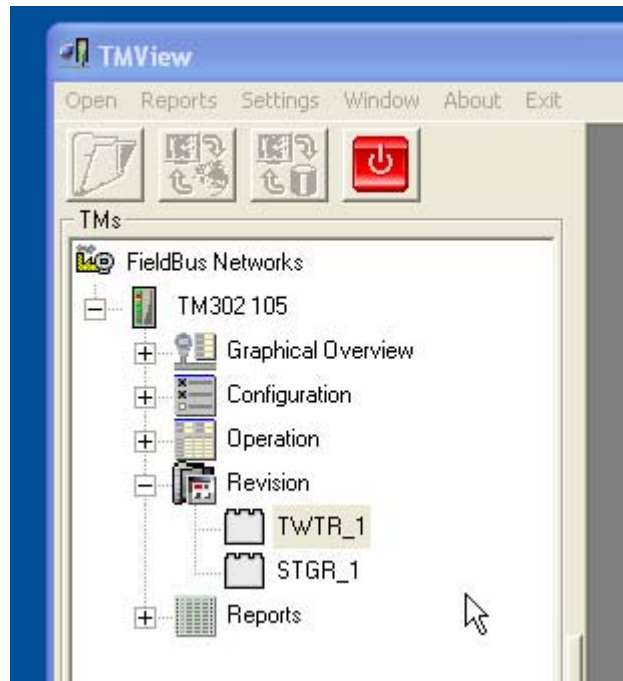 TMView
Open Reports Settings Window About Exit
TMs
FieldBus Networks
TM302 105
Graphical Overview
Configuration
Operation
Revision
TWTR_1
STGR_1
Reports